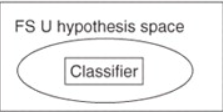 FS U hypothesis space
Classifier